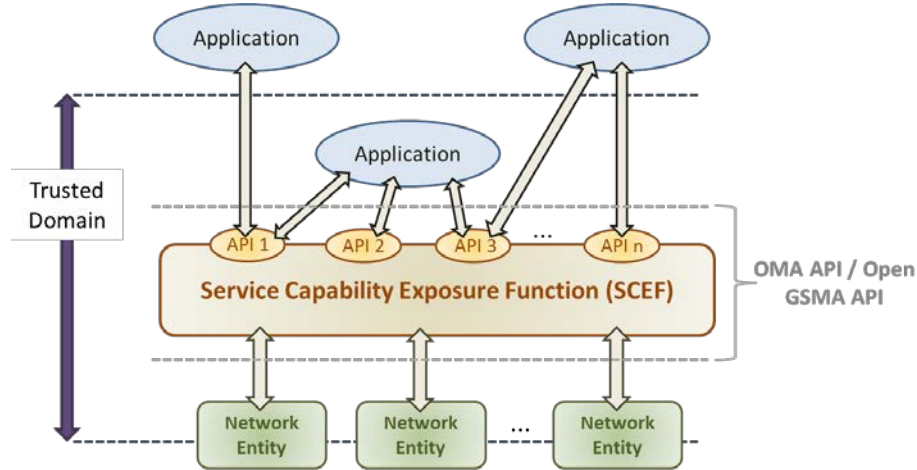 Application
Application
Application
Trusted
Domain
API 1
API 2
API 3
...
API n
Service Capability Exposure Function (SCEF)
OMA API / Open
GSMA API
Network
Entity
Network
Entity
...
Network
Entity